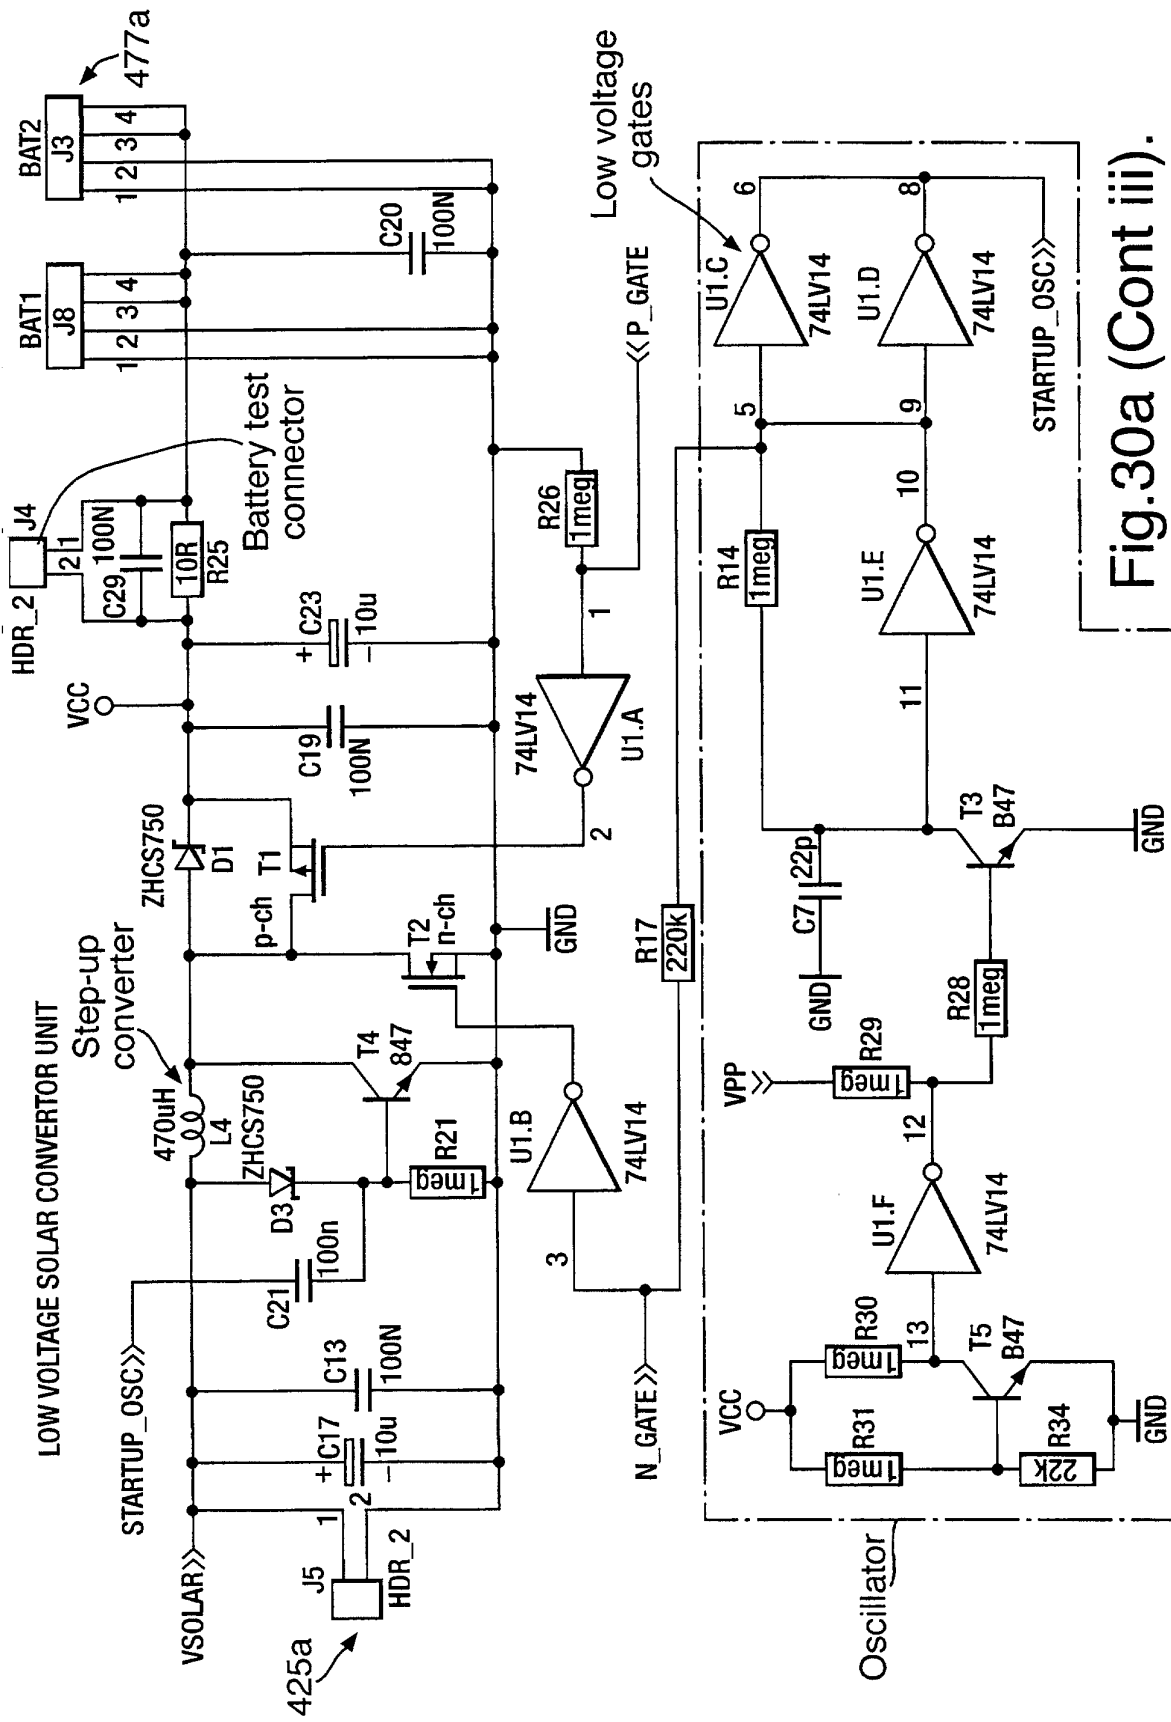 LOW VOLTAGE SOLAR CONVERTOR UNIT
Step-up
converter
HDR_2
J4
2 1
C29
100N
10R
R25
Battery test
connector
BAT1
J8
1 2 3 4
BAT2
J3
1 2 3 4
477a
VCC
STARTUP_OSC
VSOLAR
470uH
L4
ZHCS750
D3
ZHCS750
D1
C21
100n
p-ch
T1
C19
100N
+
C23
–
10u
C20
100N
425a
J5
HDR_2
1
2
+
C17
–
10u
C13
100N
R21
1meg
T4
847
T2
n-ch
GND
2
74LV14
U1.A
1
R26
1meg
P_GATE
N_GATE
3
U1.B
74LV14
R17
220k
Low voltage
gates
Oscillator
VCC
R31
1meg
R30
1meg
R34
22k
T5
B47
GND
13
U1.F
74LV14
12
VPP
R29
1meg
R28
1meg
GND
C7
22p
T3
B47
GND
R14
1meg
11
U1.E
74LV14
10
5
U1.C
74LV14
6
9
U1.D
74LV14
8
STARTUP_OSC
Fig.30a (Cont iii).